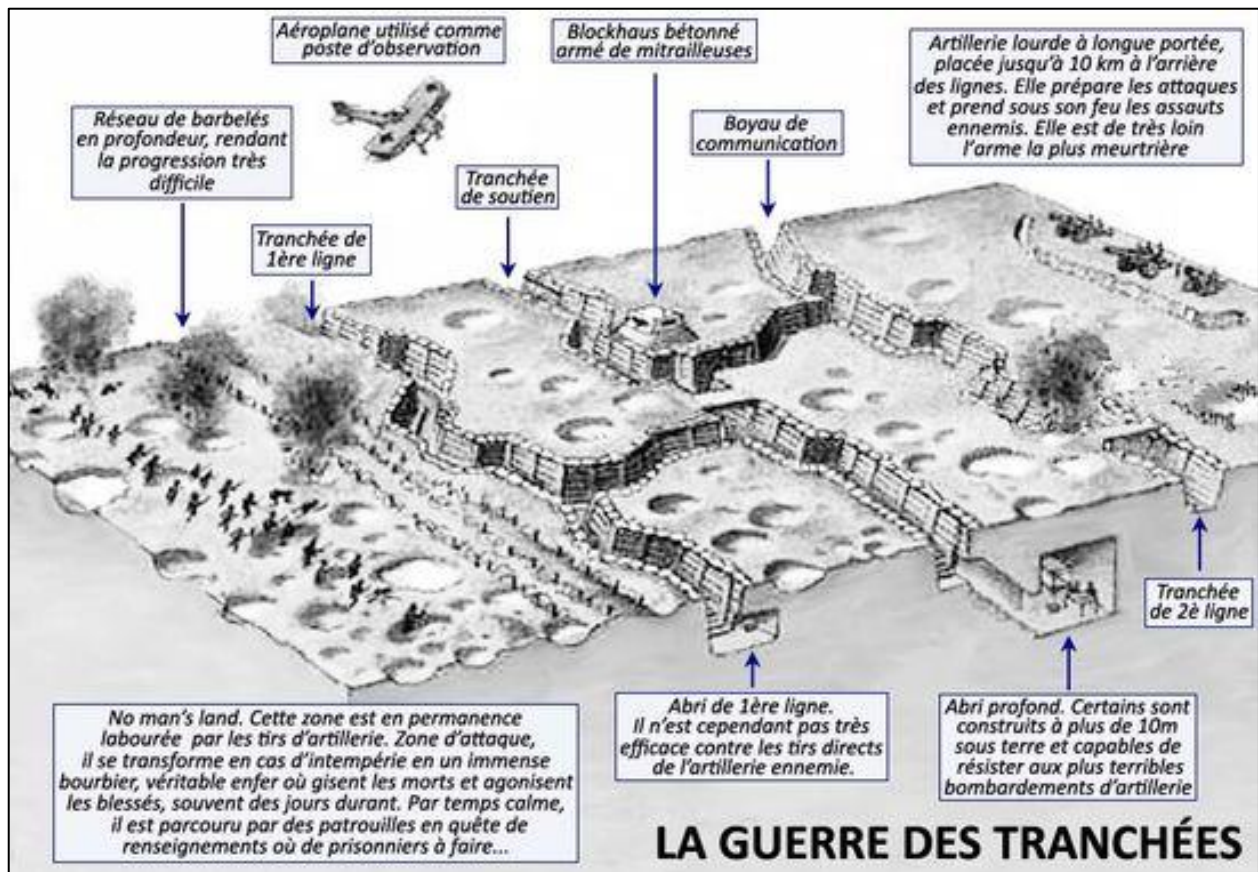 Aéroplane utilisé comme
poste d'observation
Blockhaus bétonné
armé de mitrailleuses
Artillerie lourde à longue portée,
placée jusqu'à 10 km à l'arrière
des lignes. Elle prépare les attaques
et prend sous son feu les assauts
ennemis. Elle est de très loin
l'arme la plus meurtrière
Réseau de barbelés
en profondeur, rendant
la progression très
difficile
Boyau de
communication
Tranchée
de soutien
Tranchée de
1ère ligne
Tranchée
de 2è ligne
No man's land. Cette zone est en permanence
labourée par les tirs d'artillerie. Zone d'attaque,
il se transforme en cas d'intempérie en un immense
bourbier, véritable enfer où gisent les morts et agonisent
les blessés, souvent des jours durant. Par temps calme,
il est parcouru par des patrouilles en quête de
renseignements où de prisonniers à faire...
Abri de 1ère ligne.
Il n'est cependant pas très
efficace contre les tirs directs
de l'artillerie ennemie.
Abri profond. Certains sont
construits à plus de 10m
sous terre et capables de
résister aux plus terribles
bombardements d'artillerie
LA GUERRE DES TRANCHÉES